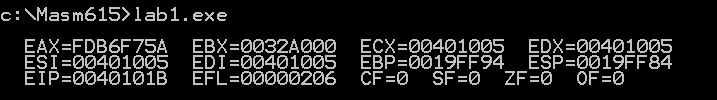 c:\Masm615>lab1.exe
EAX=FDB6F75A EBX=0032A000 ECX=00401005 EDX=00401005
ESI=00401005 EDI=00401005 EBP=0019FF94 ESP=0019FF84
EIP=0040101B EFL=00000206 CF=0 SF=0 ZF=0 OF=0